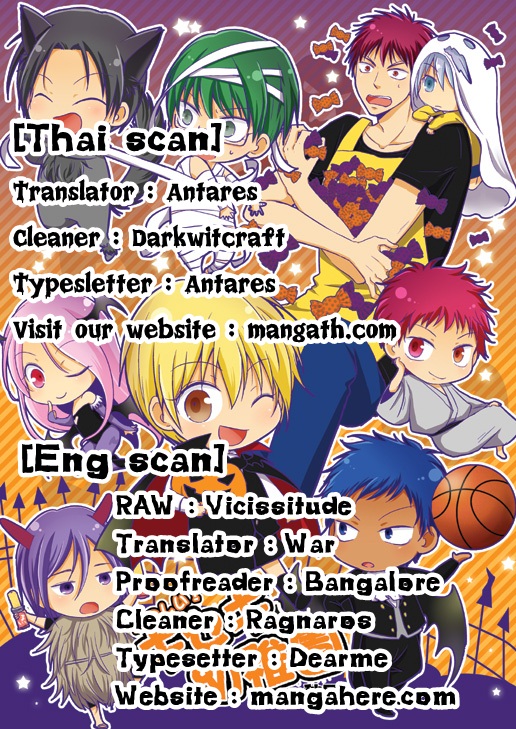 [Thai scan]
Translator : Antares
Cleaner : Darkwitcraft
Typesletter : Antares
Visit our website : mangath.com
[Eng scan]
RAW : Vicissitude
Translator : War
Proofreader : Bangalore
Cleaner : Ragnaros
Typesetter : Dearme
Website : mangahere.com